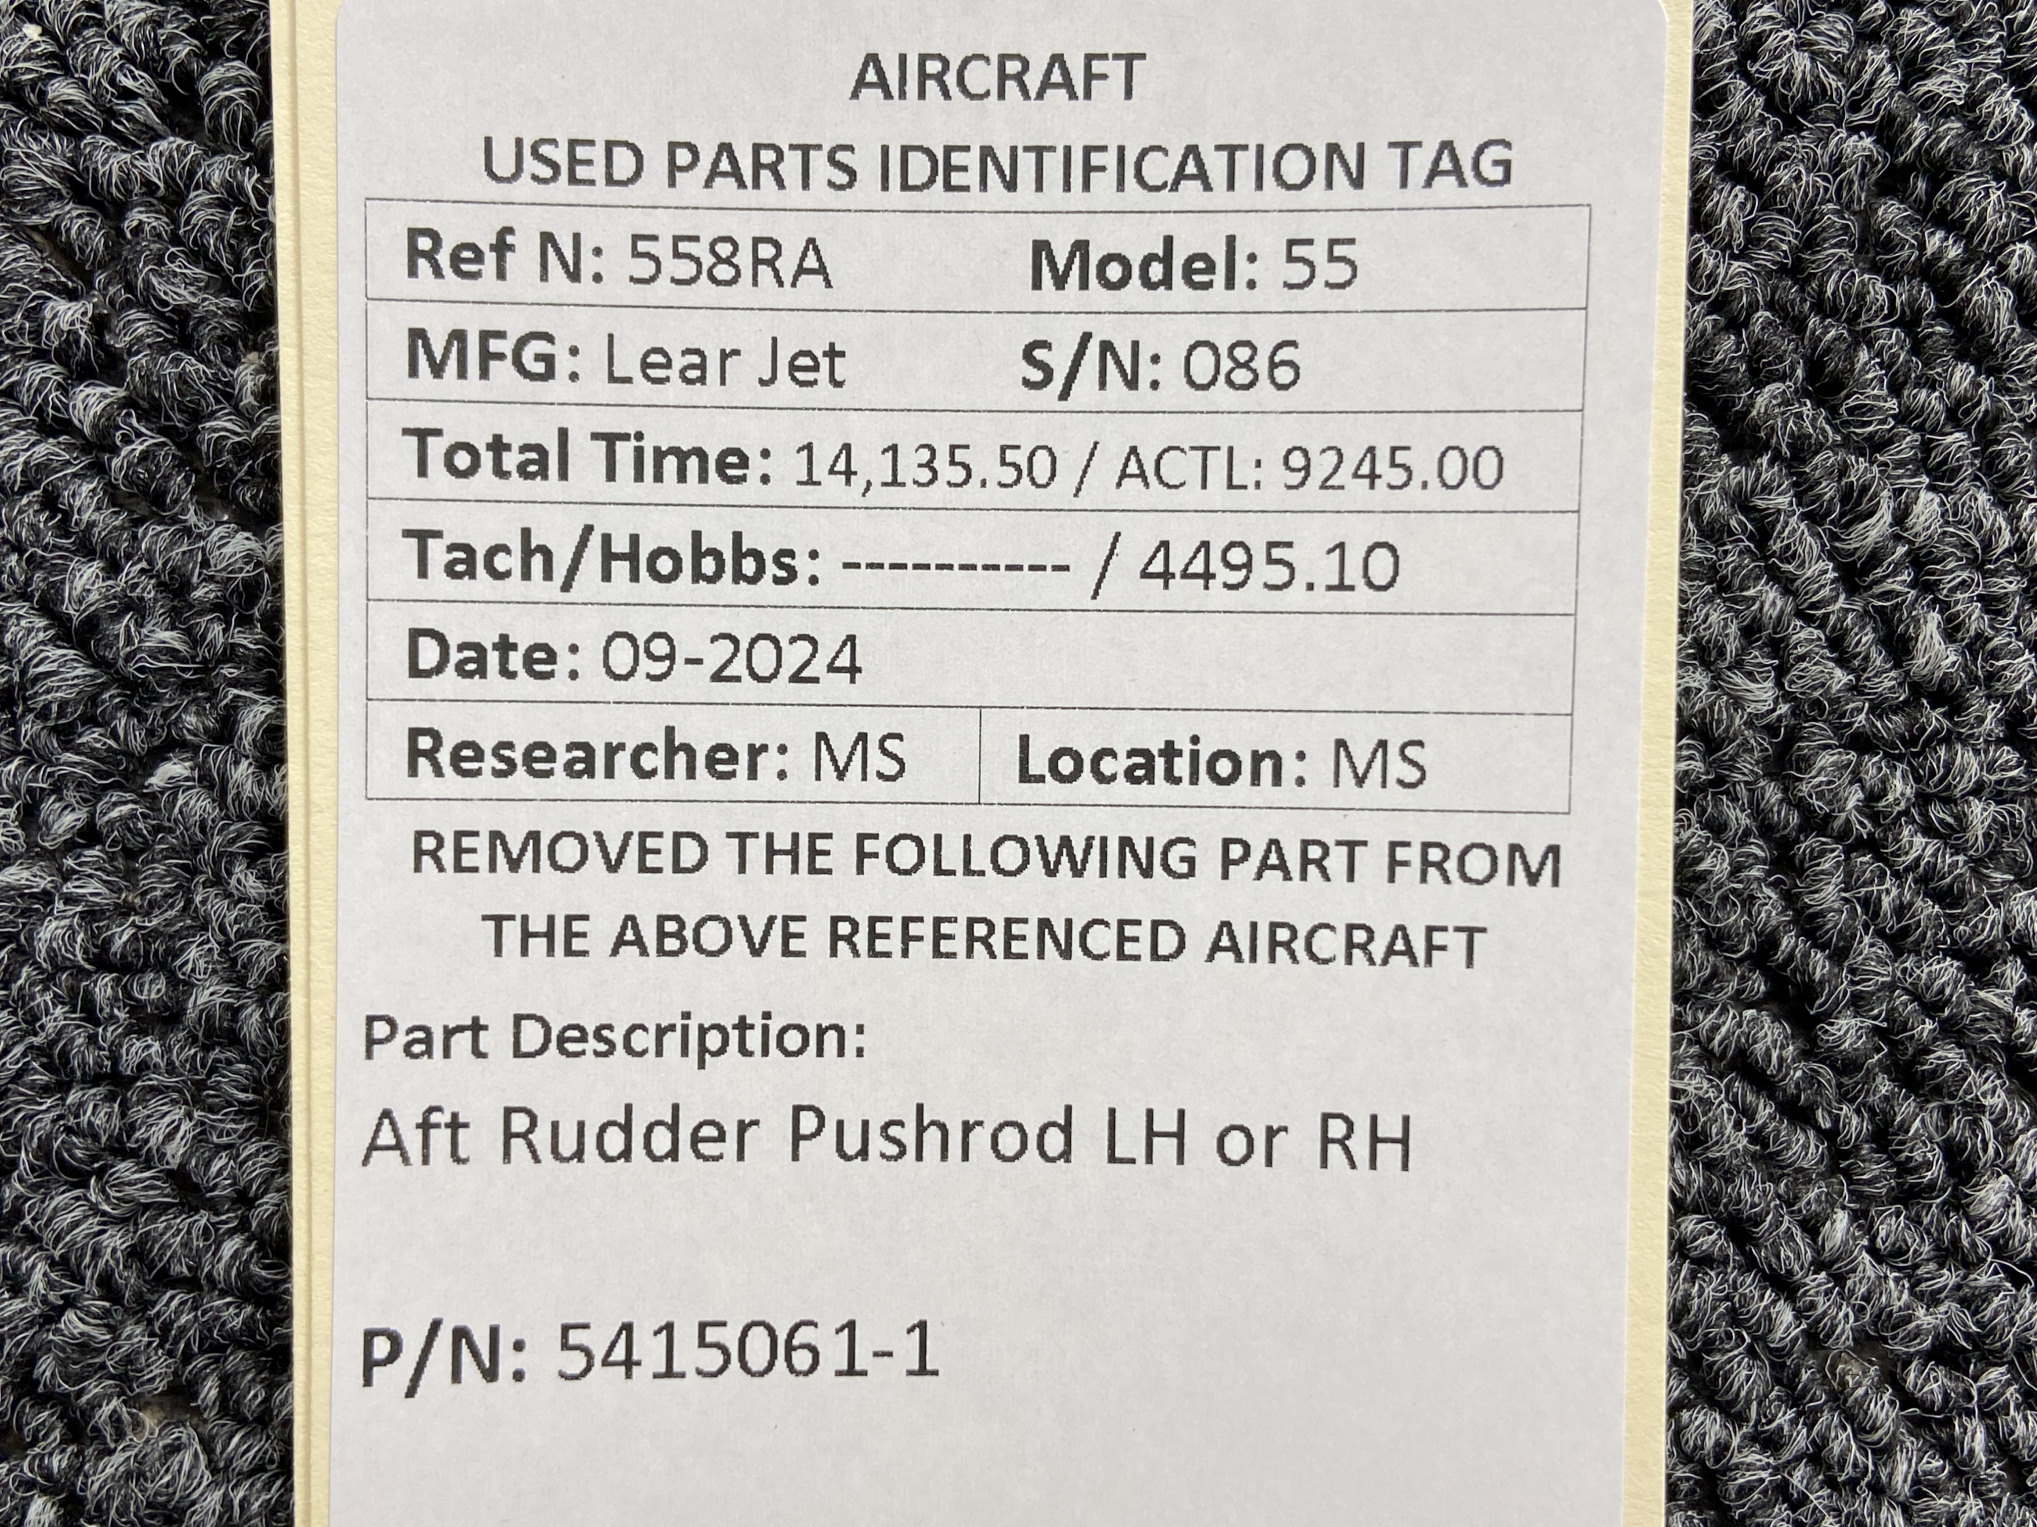 AIRCRAFT
USED PARTS IDENTIFICATION TAG
Ref N: 558RA Model: 55
MFG: Lear Jet S/N: 086
Total Time: 14,135.50 / ACTL: 9245.00
Tach/Hobbs: ---------- / 4495.10
Date: 09-2024
Researcher: MS Location: MS
REMOVED THE FOLLOWING PART FROM
THE ABOVE REFERENCED AIRCRAFT
Part Description:
Aft Rudder Pushrod LH or RH
P/N: 5415061-1